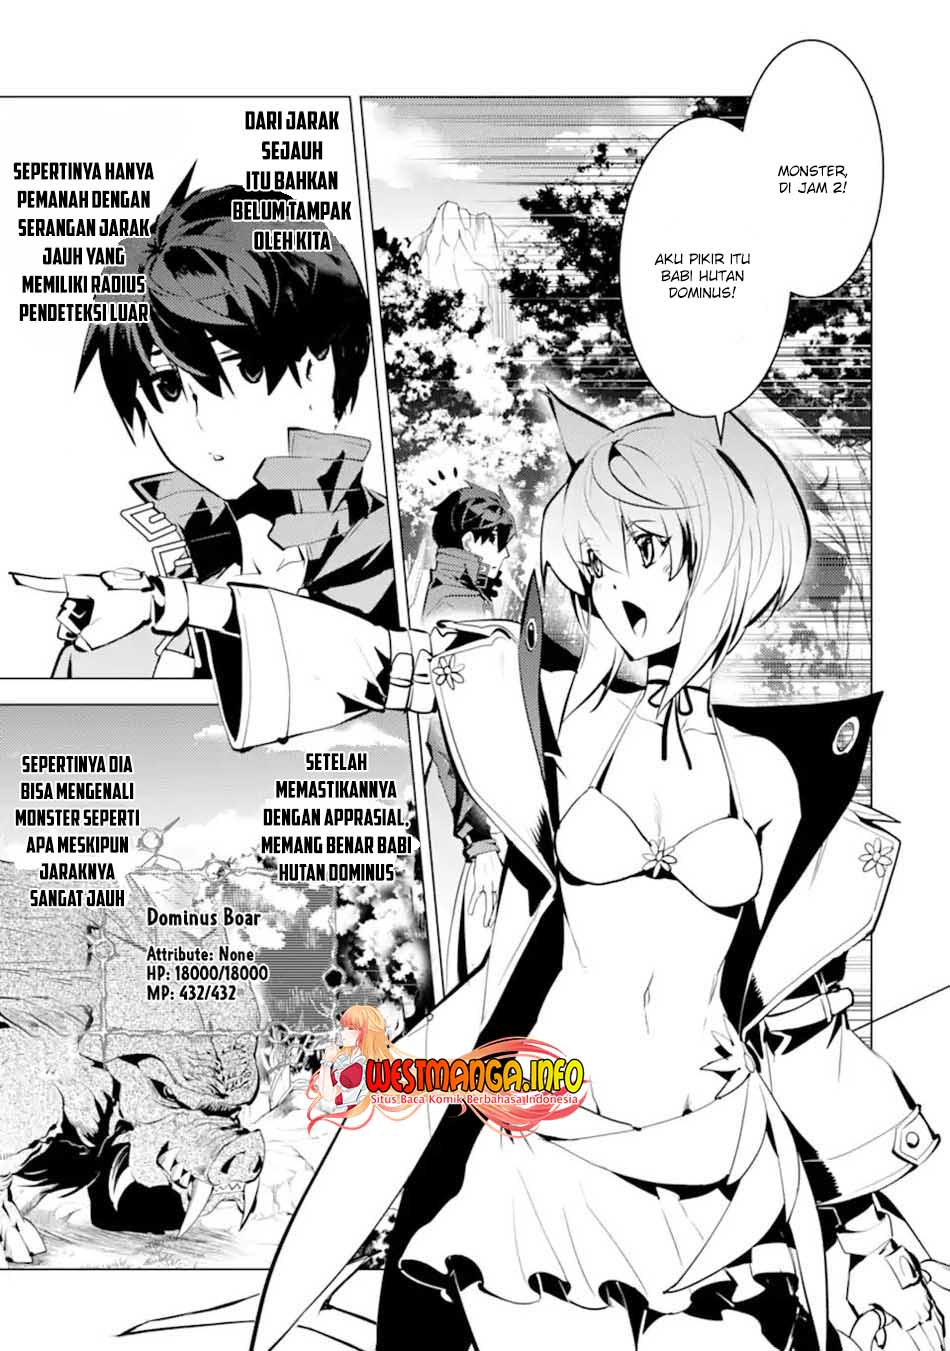 MONSTER,
DI JAM 2!
AKU PIKIR ITU
BABI HUTAN
DOMINUS!
DARI JARAK
SEJAUH
ITU BAHKAN
BELUM TAMPAK
OLEH KITA
SEPERTINYA HANYA
PEMANAH DENGAN
SERANGAN JARAK
JAUH YANG
MEMILIKI RADIUS
PENDETEKSI LUAR
SETELAH
MEMASTIKANNYA
DENGAN APPRASIAL,
MEMANG BENAR BABI
HUTAN DOMINUS
SEPERTINYA DIA
BISA MENGENALI
MONSTER SEPERTI
APA MESKIPUN
JARAKNYA
SANGAT JAUH
Dominus Boar
Attribute: None
HP: 18000/18000
MP: 432/432
WESTMANGA.INFO
Situs Baca Komik Berbahasa Indonesia